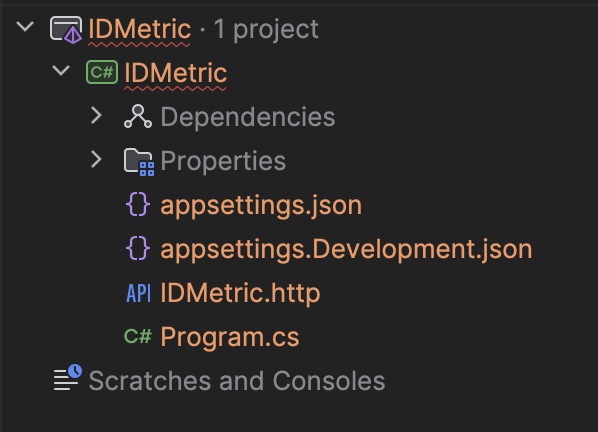 IDMetric · 1 project
C# IDMetric
Dependencies
Properties
{} appsettings.json
{} appsettings.Development.json
API IDMetric.http
C# Program.cs
Scratches and Consoles